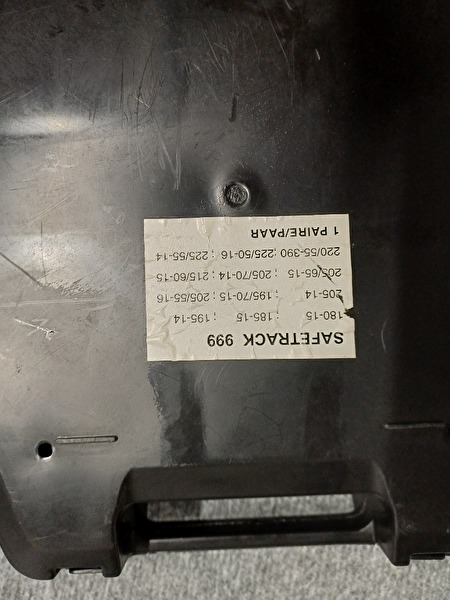 SAFETRACK 999
180-15 ; 185-15 ; 195-14
205-14 ; 195/70-15 ; 205/55-16
205/65-15 ; 205/70-14 ; 215/60-15
220/55-390 ; 225/50-16 ; 225/55-14
1 PAIRE/PAAR